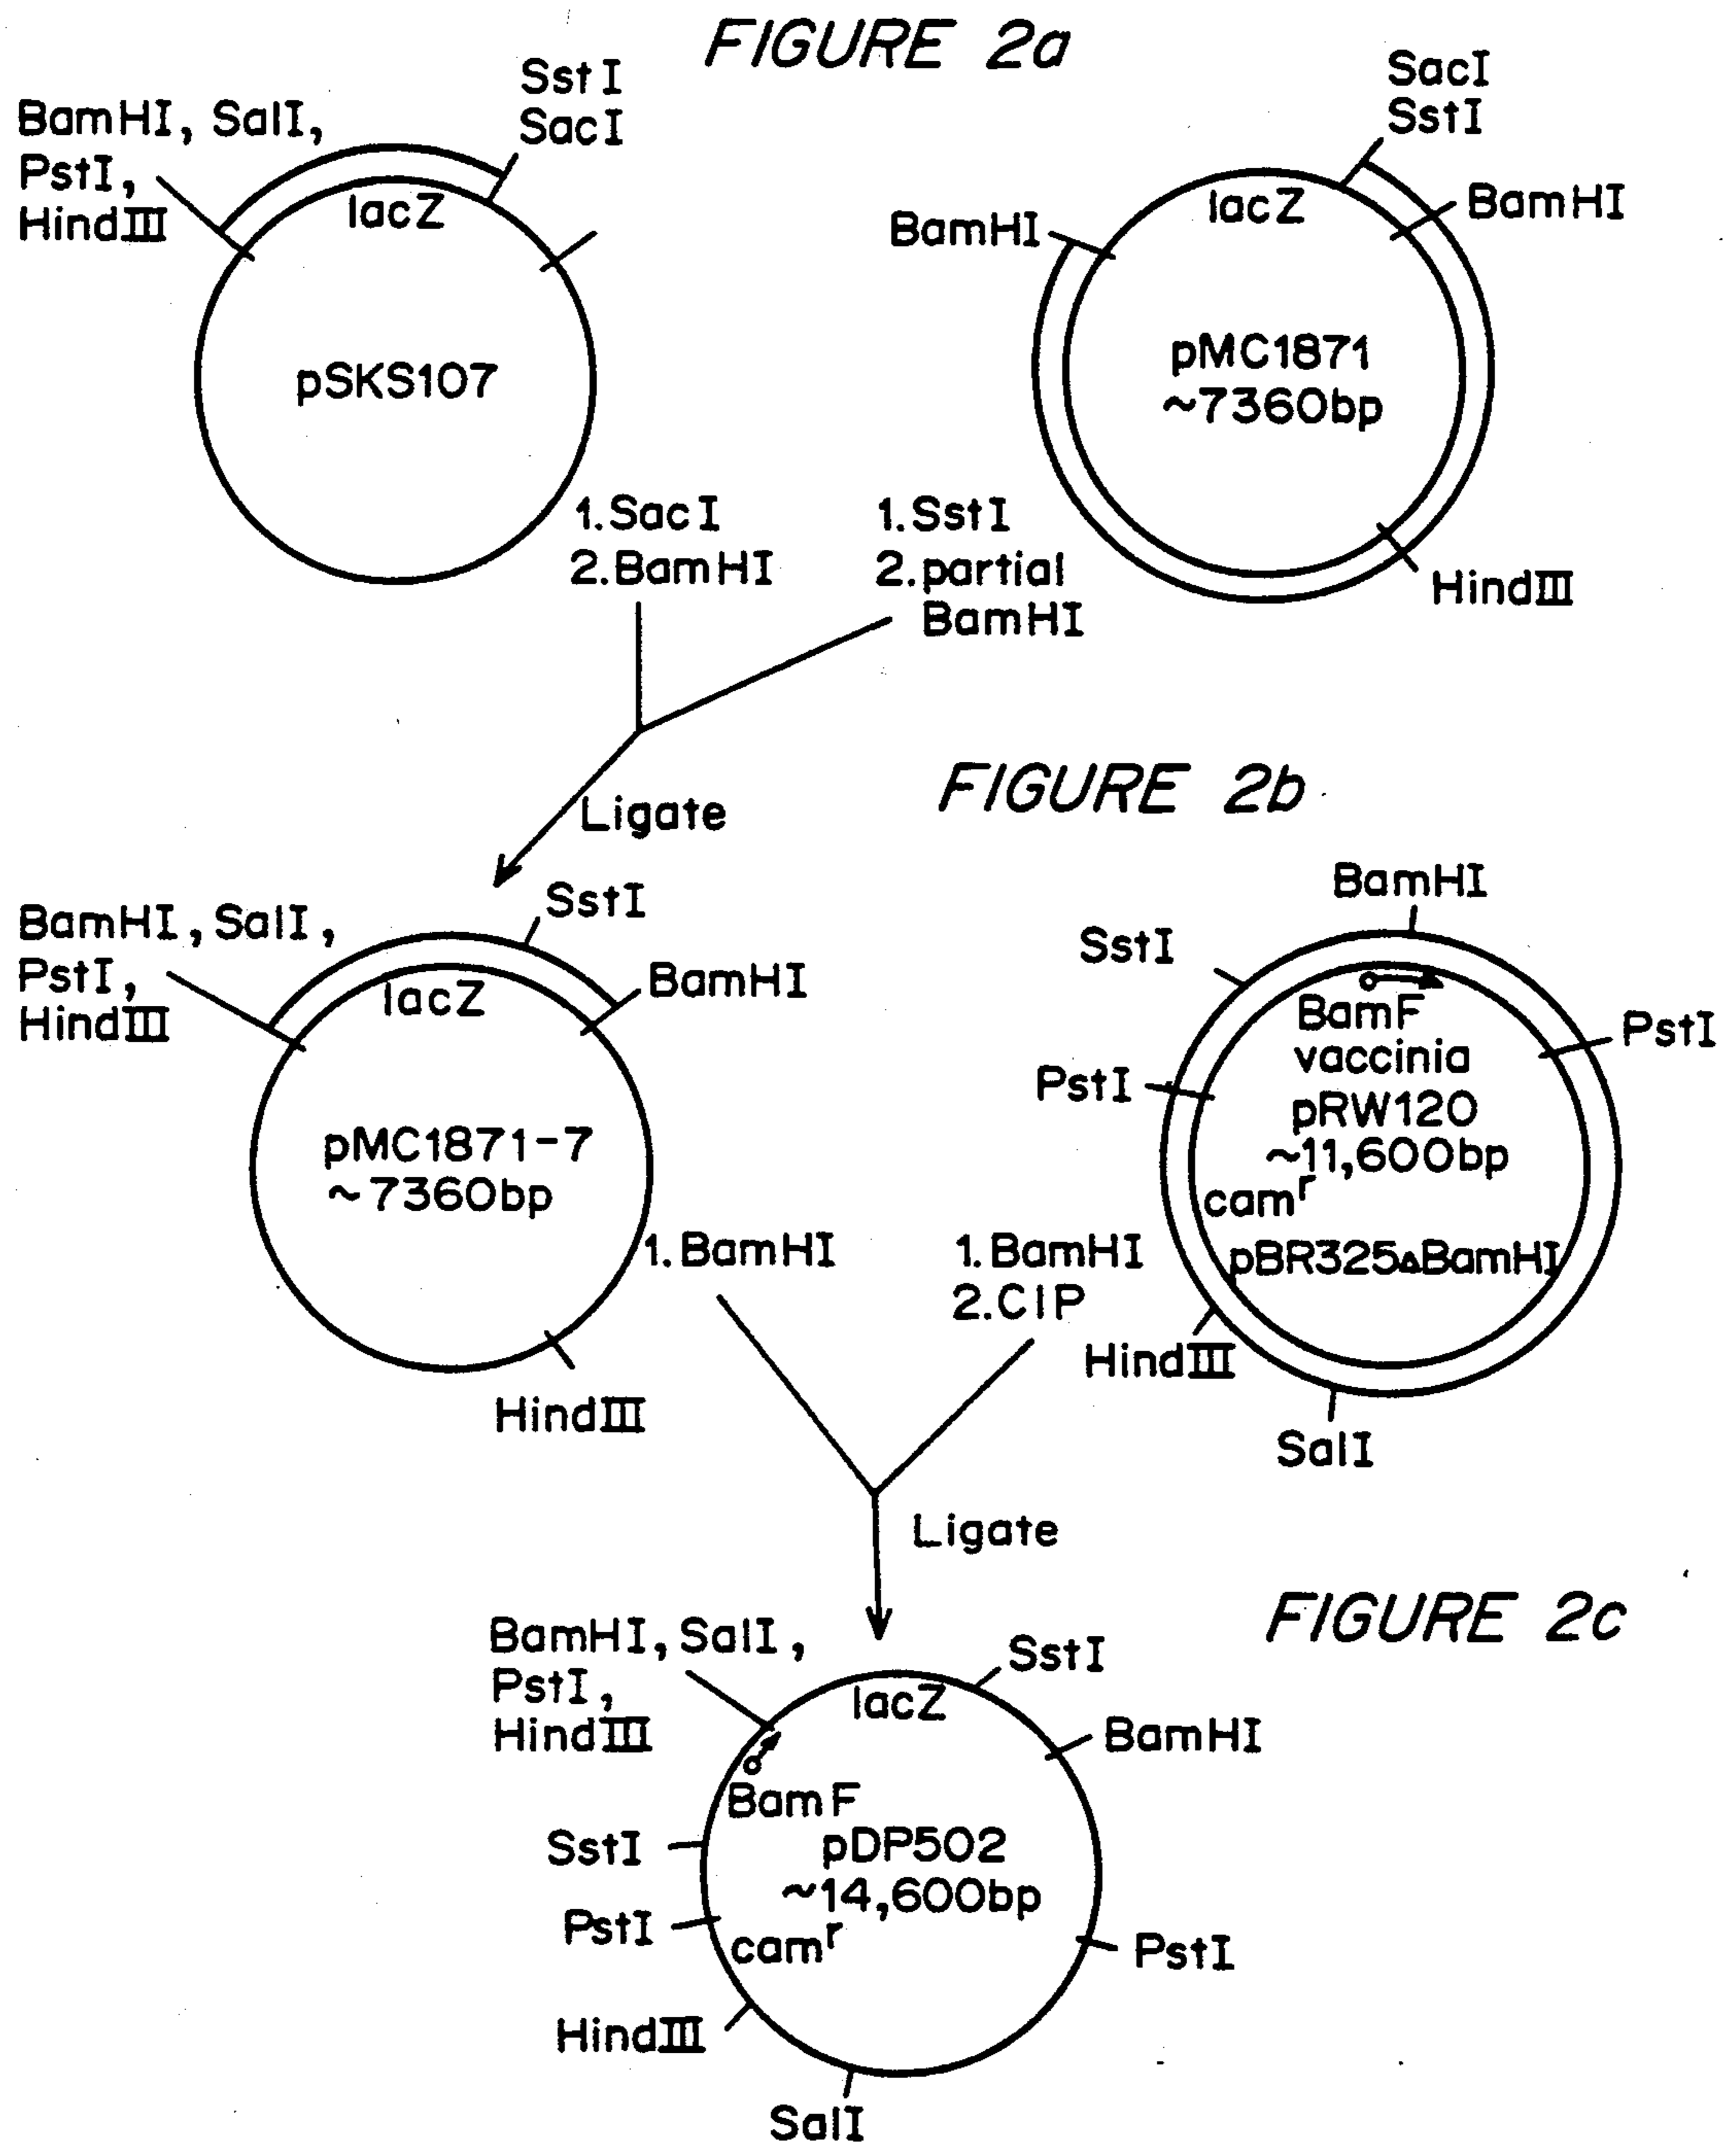 FIGURE 2a
SstI
SacI
BamHI, SalI,
PstI,
HindIII
lacZ
pSKS107
SacI
SstI
BamHI
lacZ
BamHI
pMC1871
~7360bp
HindIII
1.SacI
2.BamHI
1.SstI
2.partial
BamHI
Ligate
FIGURE 2b
BamHI, SalI,
PstI,
HindIII
SstI
BamHI
lacZ
pMC1871-7
~7360bp
HindIII
1.BamHI
BamHI
SstI
PstI
PstI
BamF
vaccinia
pRW120
~11,600bp
camʳ
pBR325ΔBamHI
HindIII
SalI
1.BamHI
2.CIP
Ligate
FIGURE 2c
BamHI, SalI,
PstI,
HindIII
SstI
lacZ
BamHI
BamF
SstI
pDP502
~14,600bp
PstI
camʳ
PstI
HindIII
SalI